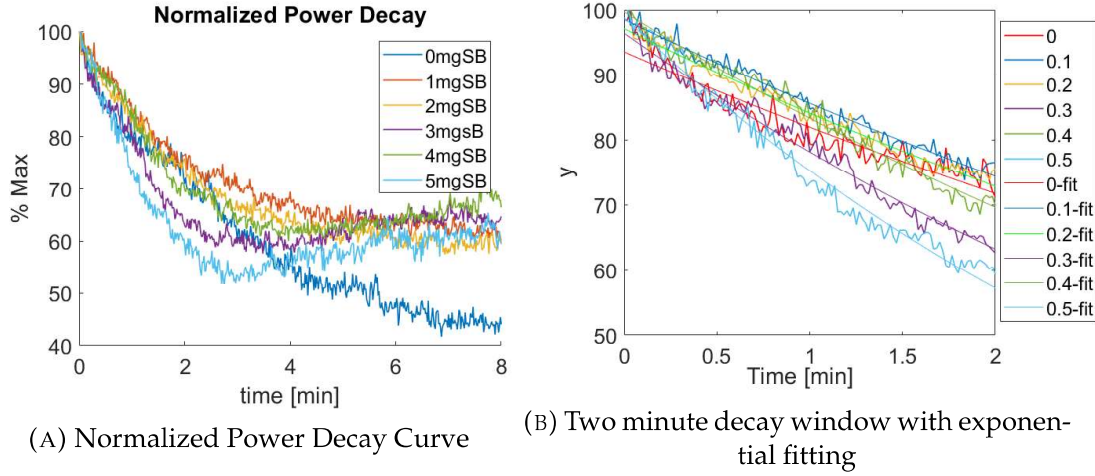 Normalized Power Decay
100
90
80
70
60
50
40
% Max
0
2
4
6
8
time [min]
0mgSB
1mgSB
2mgSB
3mgsB
4mgSB
5mgSB
(A) Normalized Power Decay Curve
100
90
80
70
60
50
y
0
0.5
1
1.5
2
Time [min]
0
0.1
0.2
0.3
0.4
0.5
0-fit
0.1-fit
0.2-fit
0.3-fit
0.4-fit
0.5-fit
(B) Two minute decay window with exponen-
tial fitting